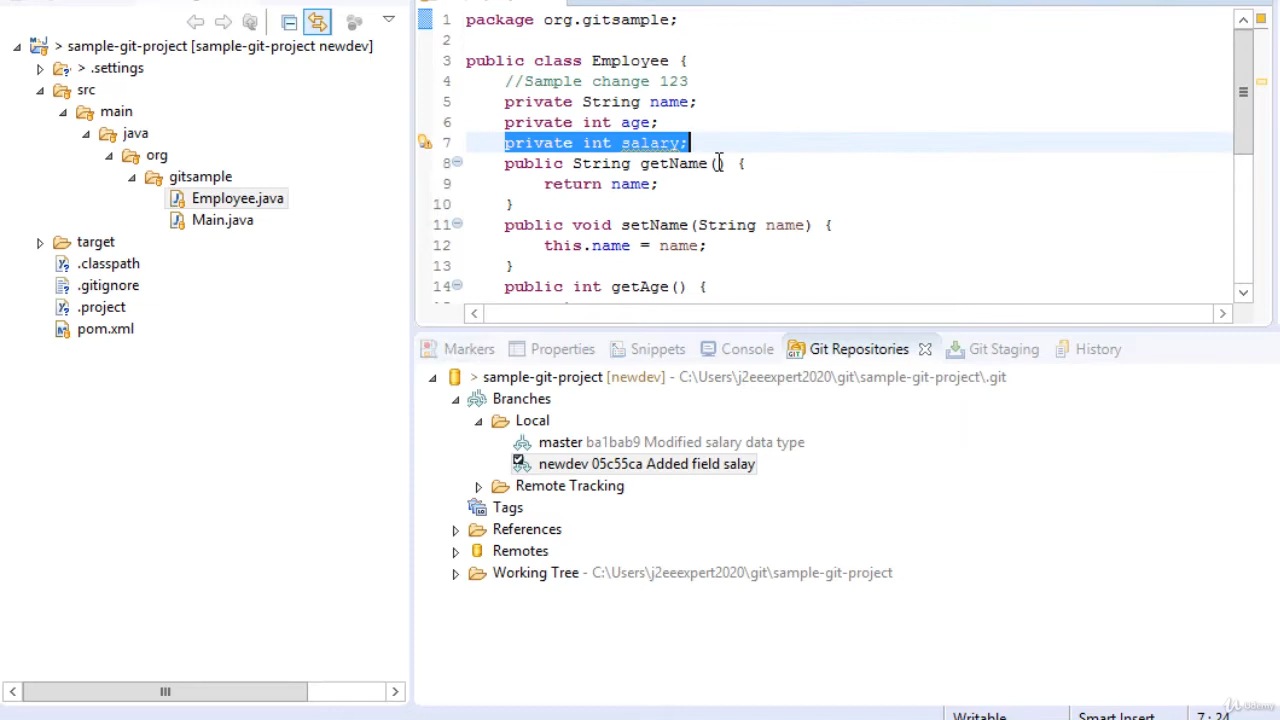 > sample-git-project [sample-git-project newdev]
> .settings
src
main
java
org
gitsample
Employee.java
Main.java
target
.classpath
.gitignore
.project
pom.xml
1 package org.gitsample;
2
3 public class Employee {
4 //Sample change 123
5 private String name;
6 private int age;
7 private int salary;
8 public String getName() {
9 return name;
10 }
11 public void setName(String name) {
12 this.name = name;
13 }
14 public int getAge() {
Markers Properties Snippets Console Git Repositories Git Staging History
> sample-git-project [newdev] - C:\Users\j2eeexpert2020\git\sample-git-project\.git
Branches
Local
master ba1bab9 Modified salary data type
newdev 05c55ca Added field salay
Remote Tracking
Tags
References
Remotes
Working Tree - C:\Users\j2eeexpert2020\git\sample-git-project
Writable Smart Insert 7 : 24
Udemy